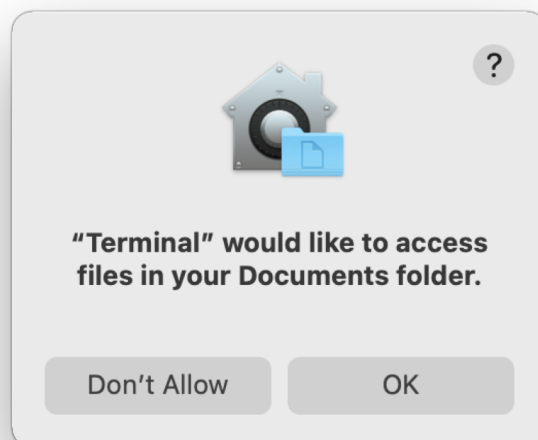 ?
“Terminal” would like to access
files in your Documents folder.
Don’t Allow
OK